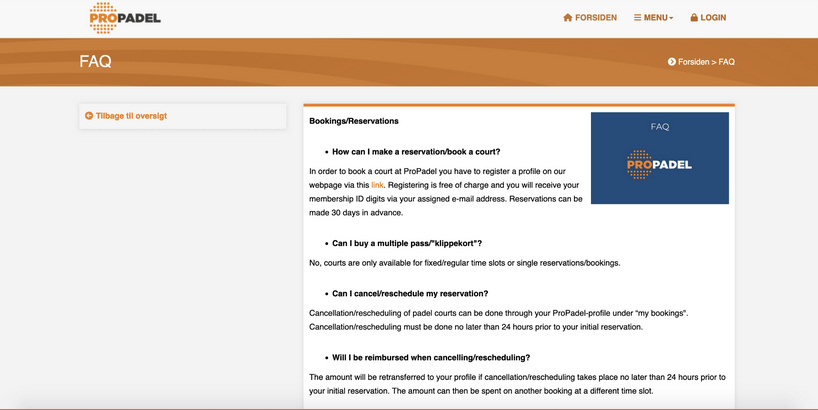 PROPADEL
FORSIDEN
MENU
LOGIN
FAQ
Forsiden > FAQ
Tilbage til oversigt
Bookings/Reservations
FAQ
PROPADEL
• How can I make a reservation/book a court?
In order to book a court at ProPadel you have to register a profile on our
webpage via this link. Registering is free of charge and you will receive your
membership ID digits via your assigned e-mail address. Reservations can be
made 30 days in advance.
• Can I buy a multiple pass/"klippekort"?
No, courts are only available for fixed/regular time slots or single reservations/bookings.
• Can I cancel/reschedule my reservation?
Cancellation/rescheduling of padel courts can be done through your ProPadel-profile under "my bookings".
Cancellation/rescheduling must be done no later than 24 hours prior to your initial reservation.
• Will I be reimbursed when cancelling/rescheduling?
The amount will be retransferred to your profile if cancellation/rescheduling takes place no later than 24 hours prior to
your initial reservation. The amount can then be spent on another booking at a different time slot.